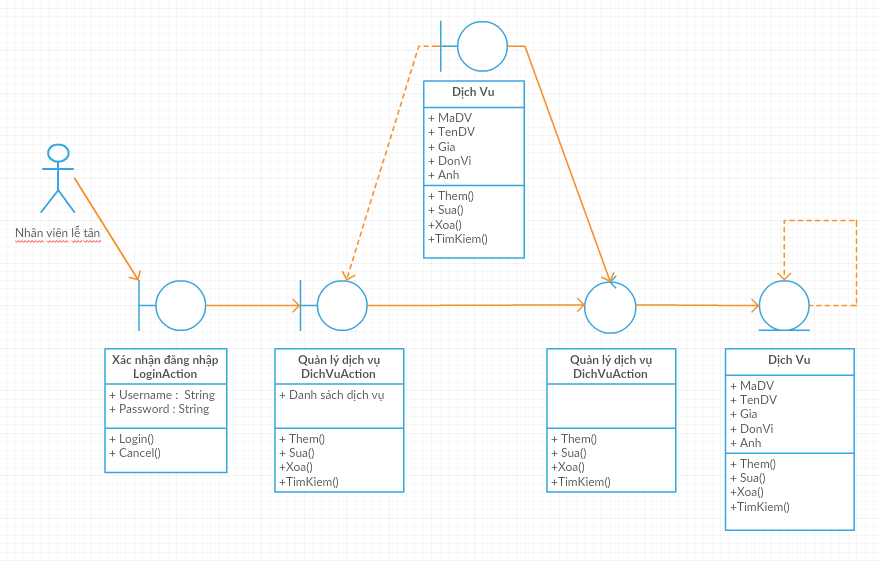 Dịch Vu
+ MaDV
+ TenDV
+ Gia
+ DonVi
+ Anh
+ Them()
+ Sua()
+Xoa()
+TimKiem()
Nhân viên lễ tân
Xác nhận đăng nhập
LoginAction
+ Username : String
+ Password : String
+ Login()
+ Cancel()
Quản lý dịch vụ
DichVuAction
+ Danh sách dịch vụ
+ Them()
+ Sua()
+Xoa()
+TimKiem()
Quản lý dịch vụ
DichVuAction
+ Them()
+ Sua()
+Xoa()
+TimKiem()
Dịch Vu
+ MaDV
+ TenDV
+ Gia
+ DonVi
+ Anh
+ Them()
+ Sua()
+Xoa()
+TimKiem()